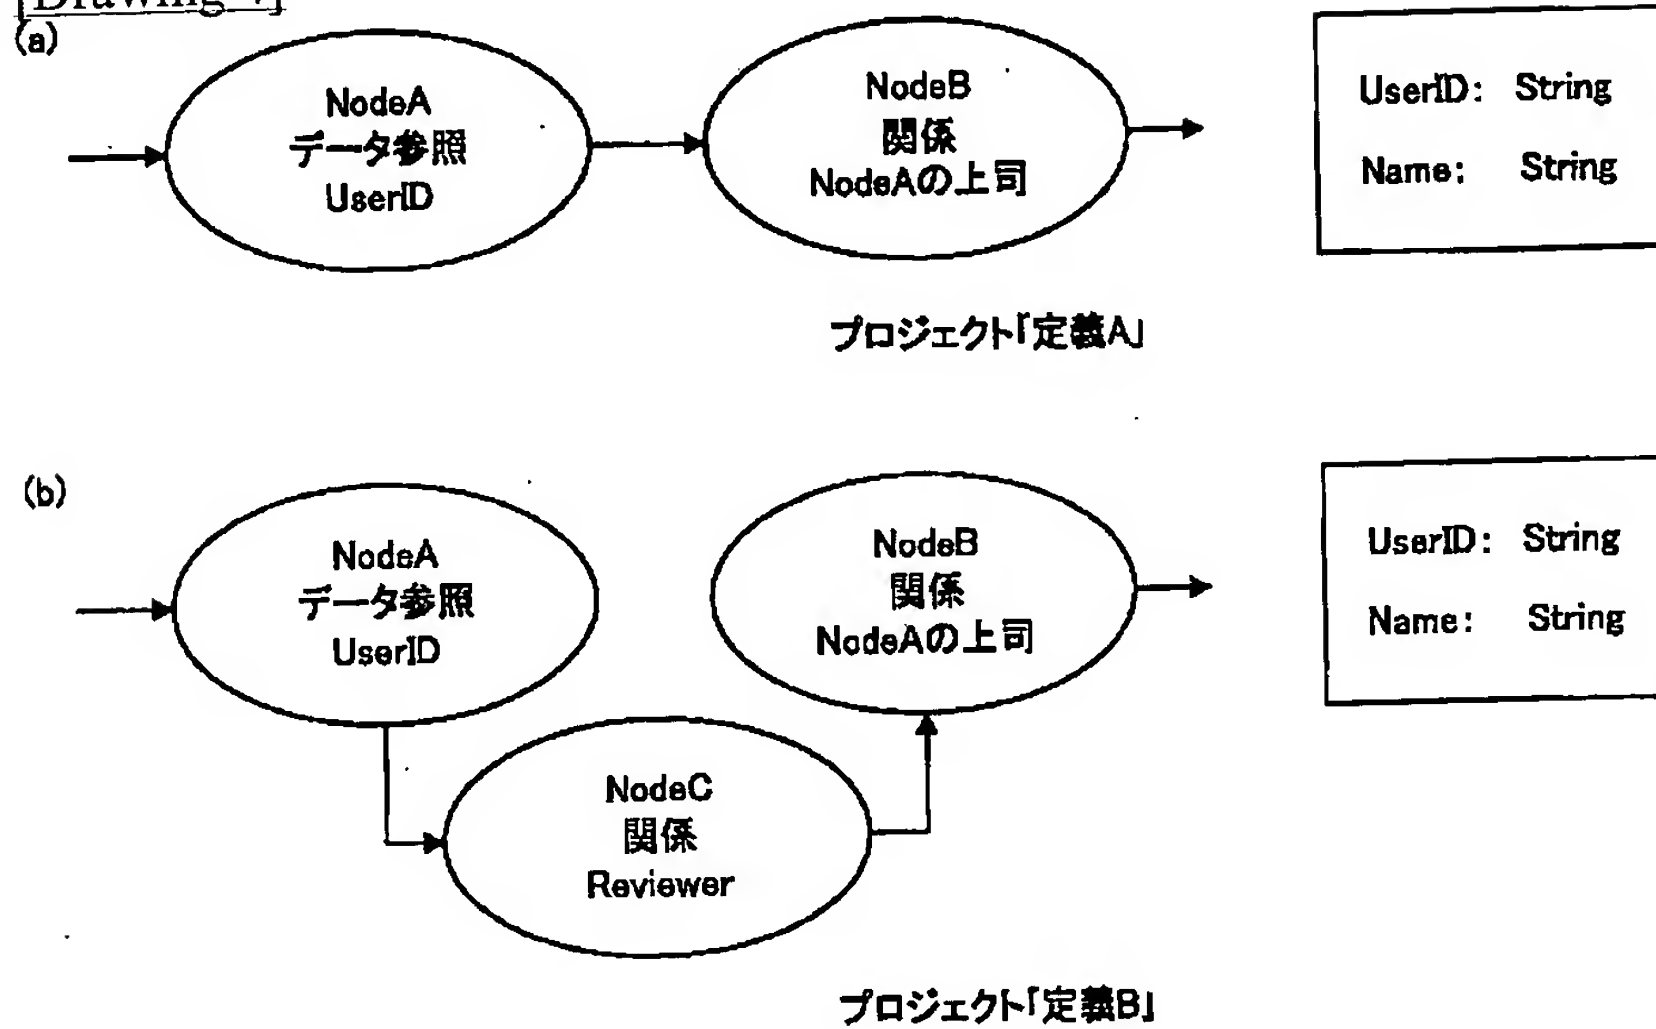 (a)
NodeA
データ参照
UserID
NodeB
関係
NodeAの上司
UserID: String
Name: String
プロジェクト「定義A」
(b)
NodeA
データ参照
UserID
NodeB
関係
NodeAの上司
UserID: String
Name: String
NodeC
関係
Reviewer
プロジェクト「定義B」